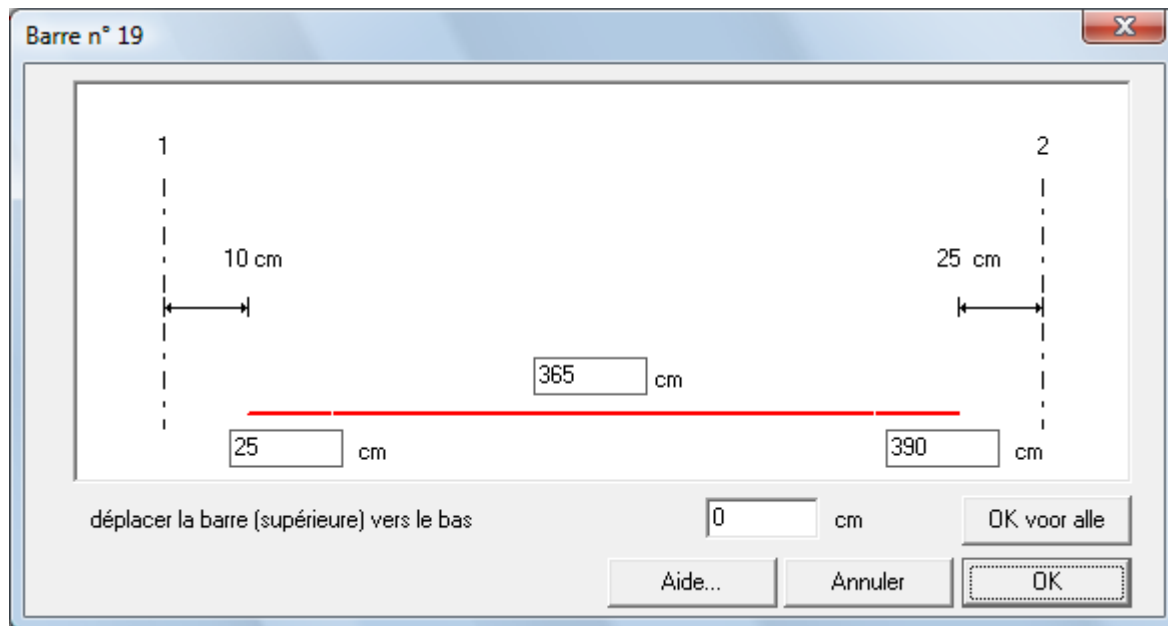 Barre n° 19
1 2
10 cm 25 cm
365 cm
25 cm 390 cm
déplacer la barre (supérieure) vers le bas 0 cm OK voor alle
Aide... Annuler OK